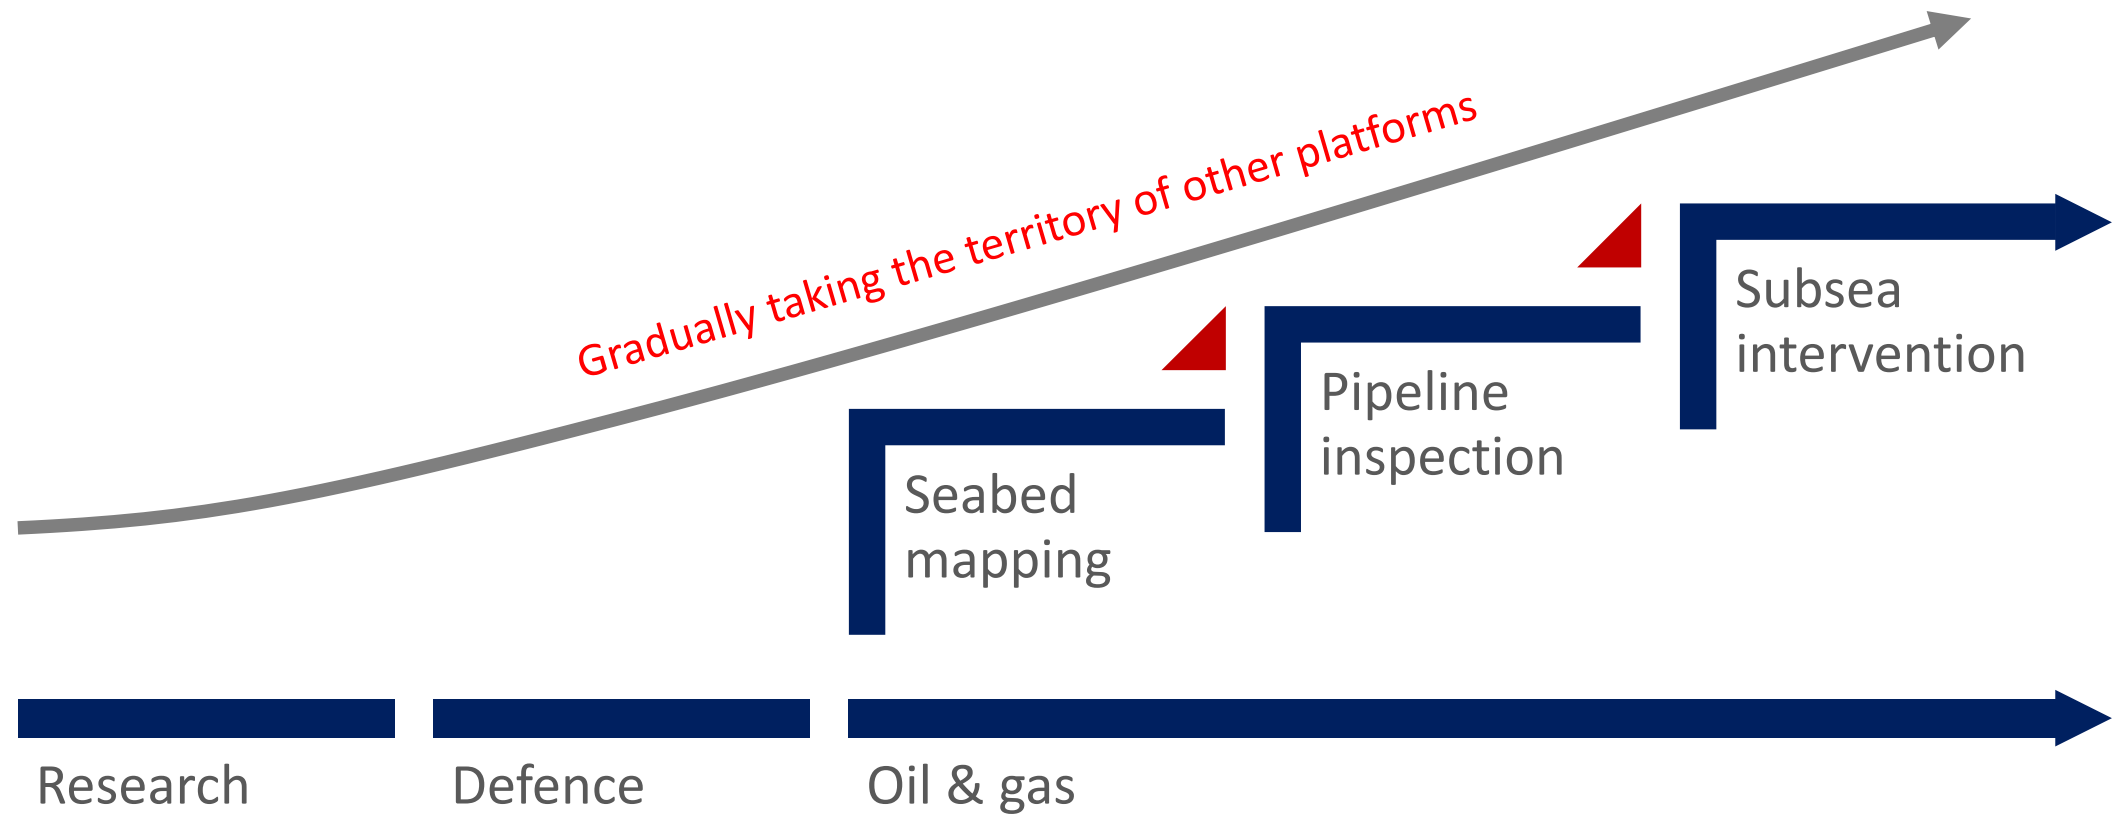 Gradually taking the territory of other platforms
Subsea
intervention
Pipeline
inspection
Seabed
mapping
Research
Defence
Oil & gas